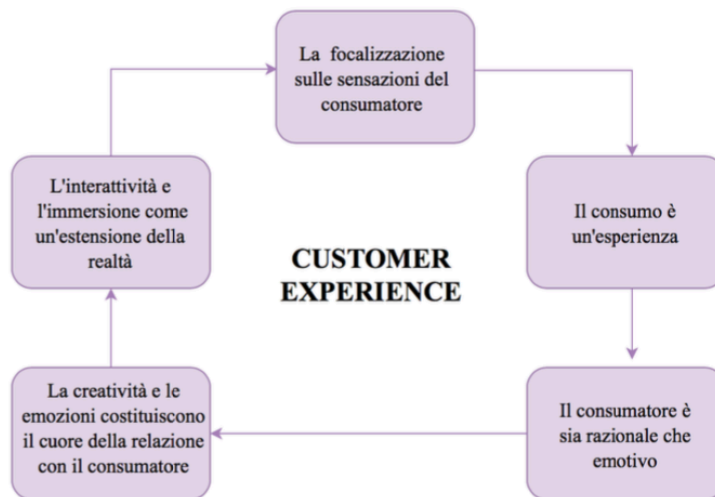 La focalizzazione
sulle sensazioni del
consumatore
L'interattività e
l'immersione come
un'estensione della
realtà
Il consumo è
un'esperienza
CUSTOMER
EXPERIENCE
La creatività e le
emozioni costituiscono
il cuore della relazione
con il consumatore
Il consumatore è
sia razionale che
emotivo